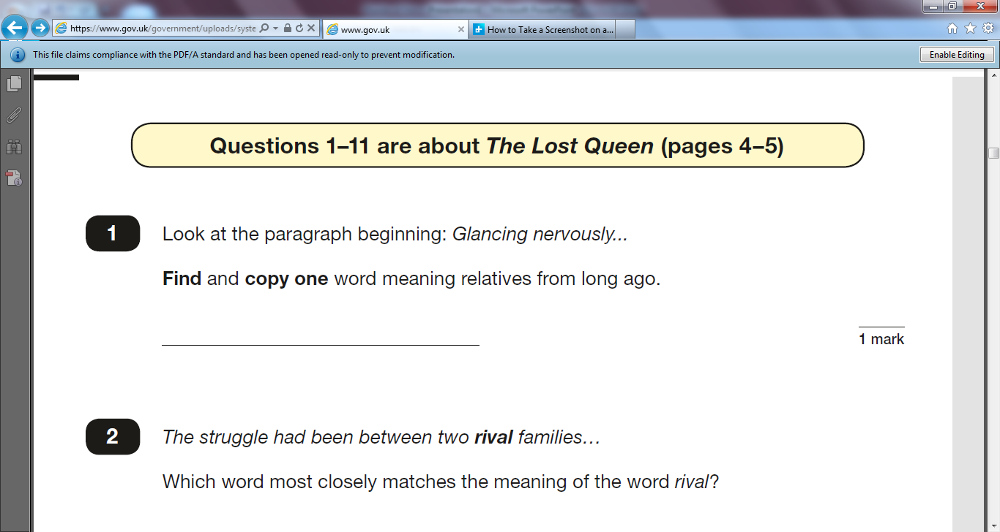 https://www.gov.uk/government/uploads/syste
www.gov.uk
How to Take a Screenshot on a...
This file claims compliance with the PDF/A standard and has been opened read-only to prevent modification.
Enable Editing
Questions 1–11 are about The Lost Queen (pages 4–5)
1 Look at the paragraph beginning: Glancing nervously...
Find and copy one word meaning relatives from long ago.
1 mark
2 The struggle had been between two rival families…
Which word most closely matches the meaning of the word rival?